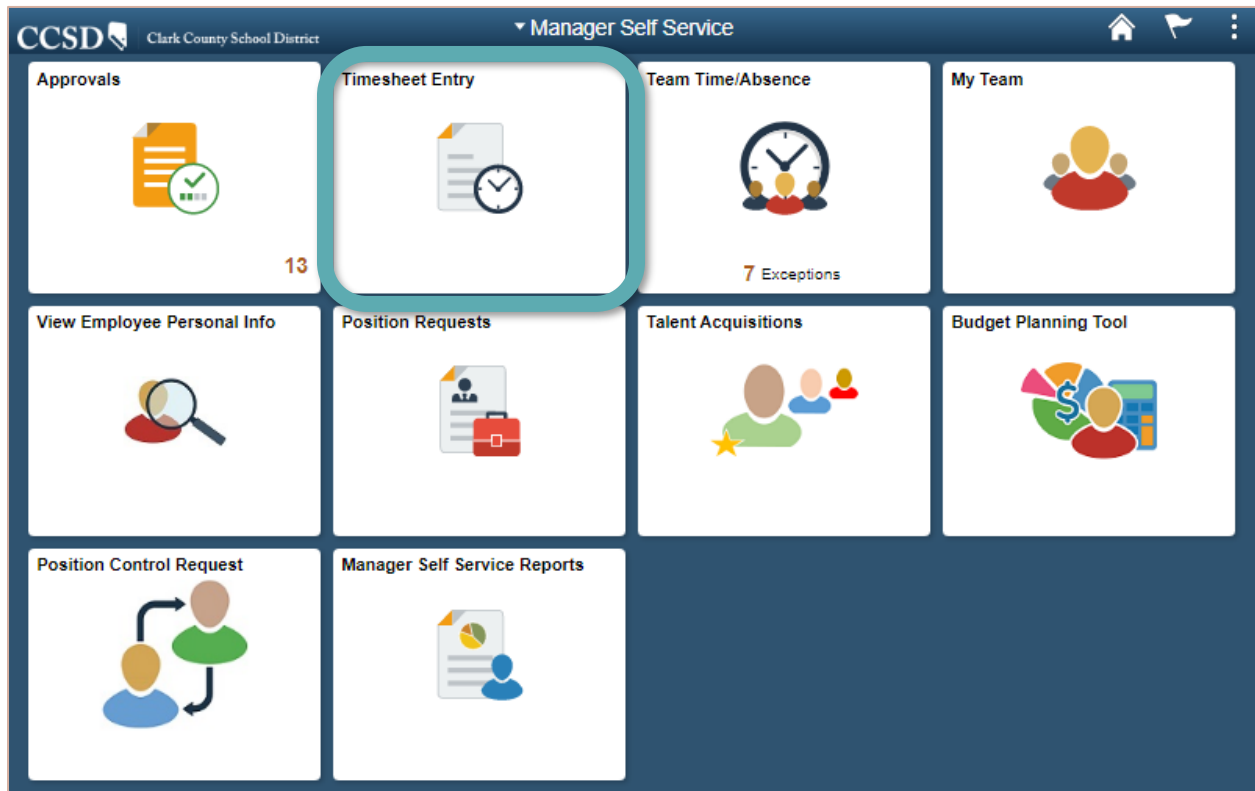 CCSD Clark County School District
Manager Self Service
Approvals
13
Timesheet Entry
Team Time/Absence
7 Exceptions
My Team
View Employee Personal Info
Position Requests
Talent Acquisitions
Budget Planning Tool
$
Position Control Request
Manager Self Service Reports